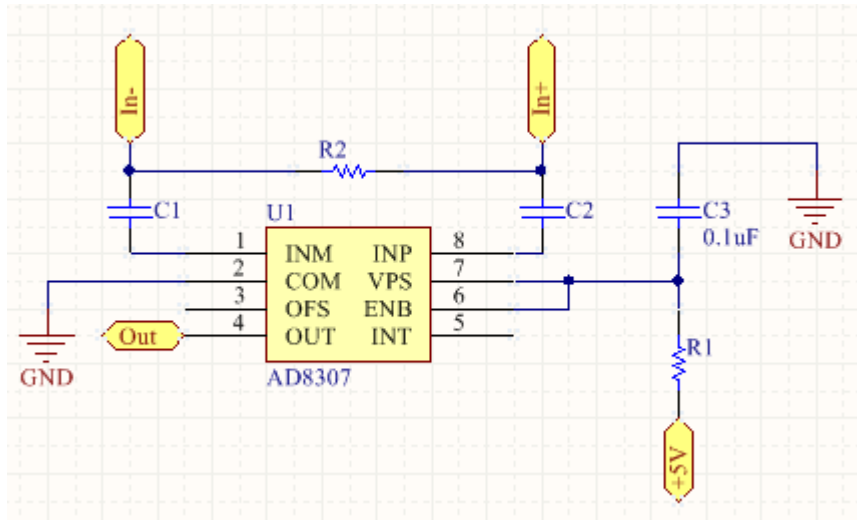 In-
In+
R2
C1
C2
C3
0.1uF
GND
U1
1
INM
INP
8
2
COM
VPS
7
3
OFS
ENB
6
4
OUT
INT
5
Out
GND
AD8307
R1
+5V